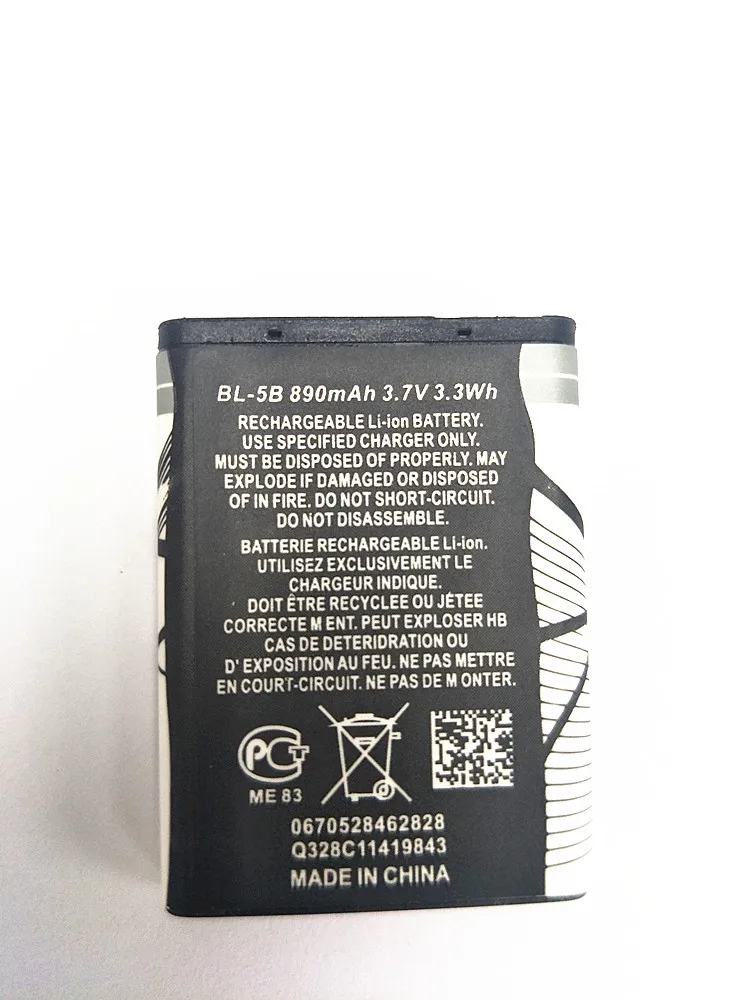 BL-5B 890mAh 3.7V 3.3Wh
RECHARGEABLE Li-ion BATTERY.
USE SPECIFIED CHARGER ONLY.
MUST BE DISPOSED OF PROPERLY. MAY
EXPLODE IF DAMAGED OR DISPOSED
OF IN FIRE. DO NOT SHORT-CIRCUIT.
DO NOT DISASSEMBLE.
BATTERIE RECHARGEABLE Li-ion.
UTILISEZ EXCLUSIVEMENT LE
CHARGEUR INDIQUE.
DOIT ÊTRE RECYCLEE OU JÉTEE
CORRECTE M ENT. PEUT EXPLOSER HB
CAS DE DETERIDRATION OU
D' EXPOSITION AU FEU. NE PAS METTRE
EN COURT-CIRCUIT. NE PAS DE M ONTER.
РСТ
ME 83
0670528462828
Q328C11419843
MADE IN CHINA